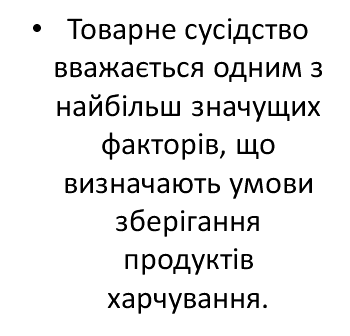 • Товарне сусідство
вважається одним з
найбільш значущих
факторів, що
визначають умови
зберігання
продуктів
харчування.